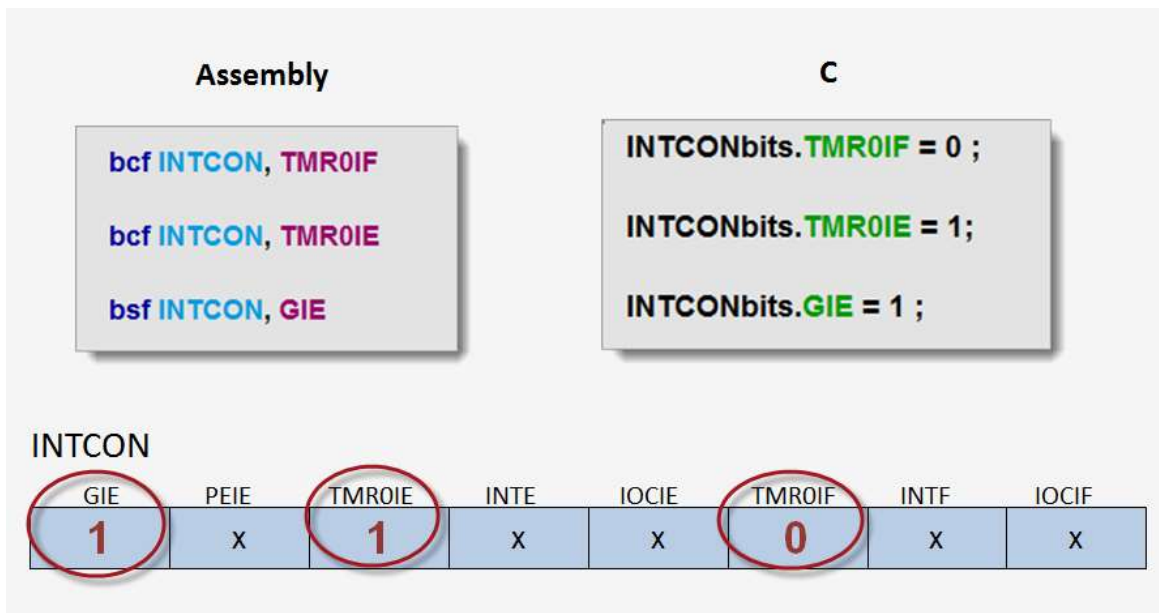 Assembly
bcf INTCON, TMR0IF
bcf INTCON, TMR0IE
bsf INTCON, GIE
C
INTCONbits.TMR0IF = 0 ;
INTCONbits.TMR0IE = 1;
INTCONbits.GIE = 1 ;
INTCON
GIE PEIE TMR0IE INTE IOCIE TMR0IF INTF IOCIF
1 x 1 x x 0 x x